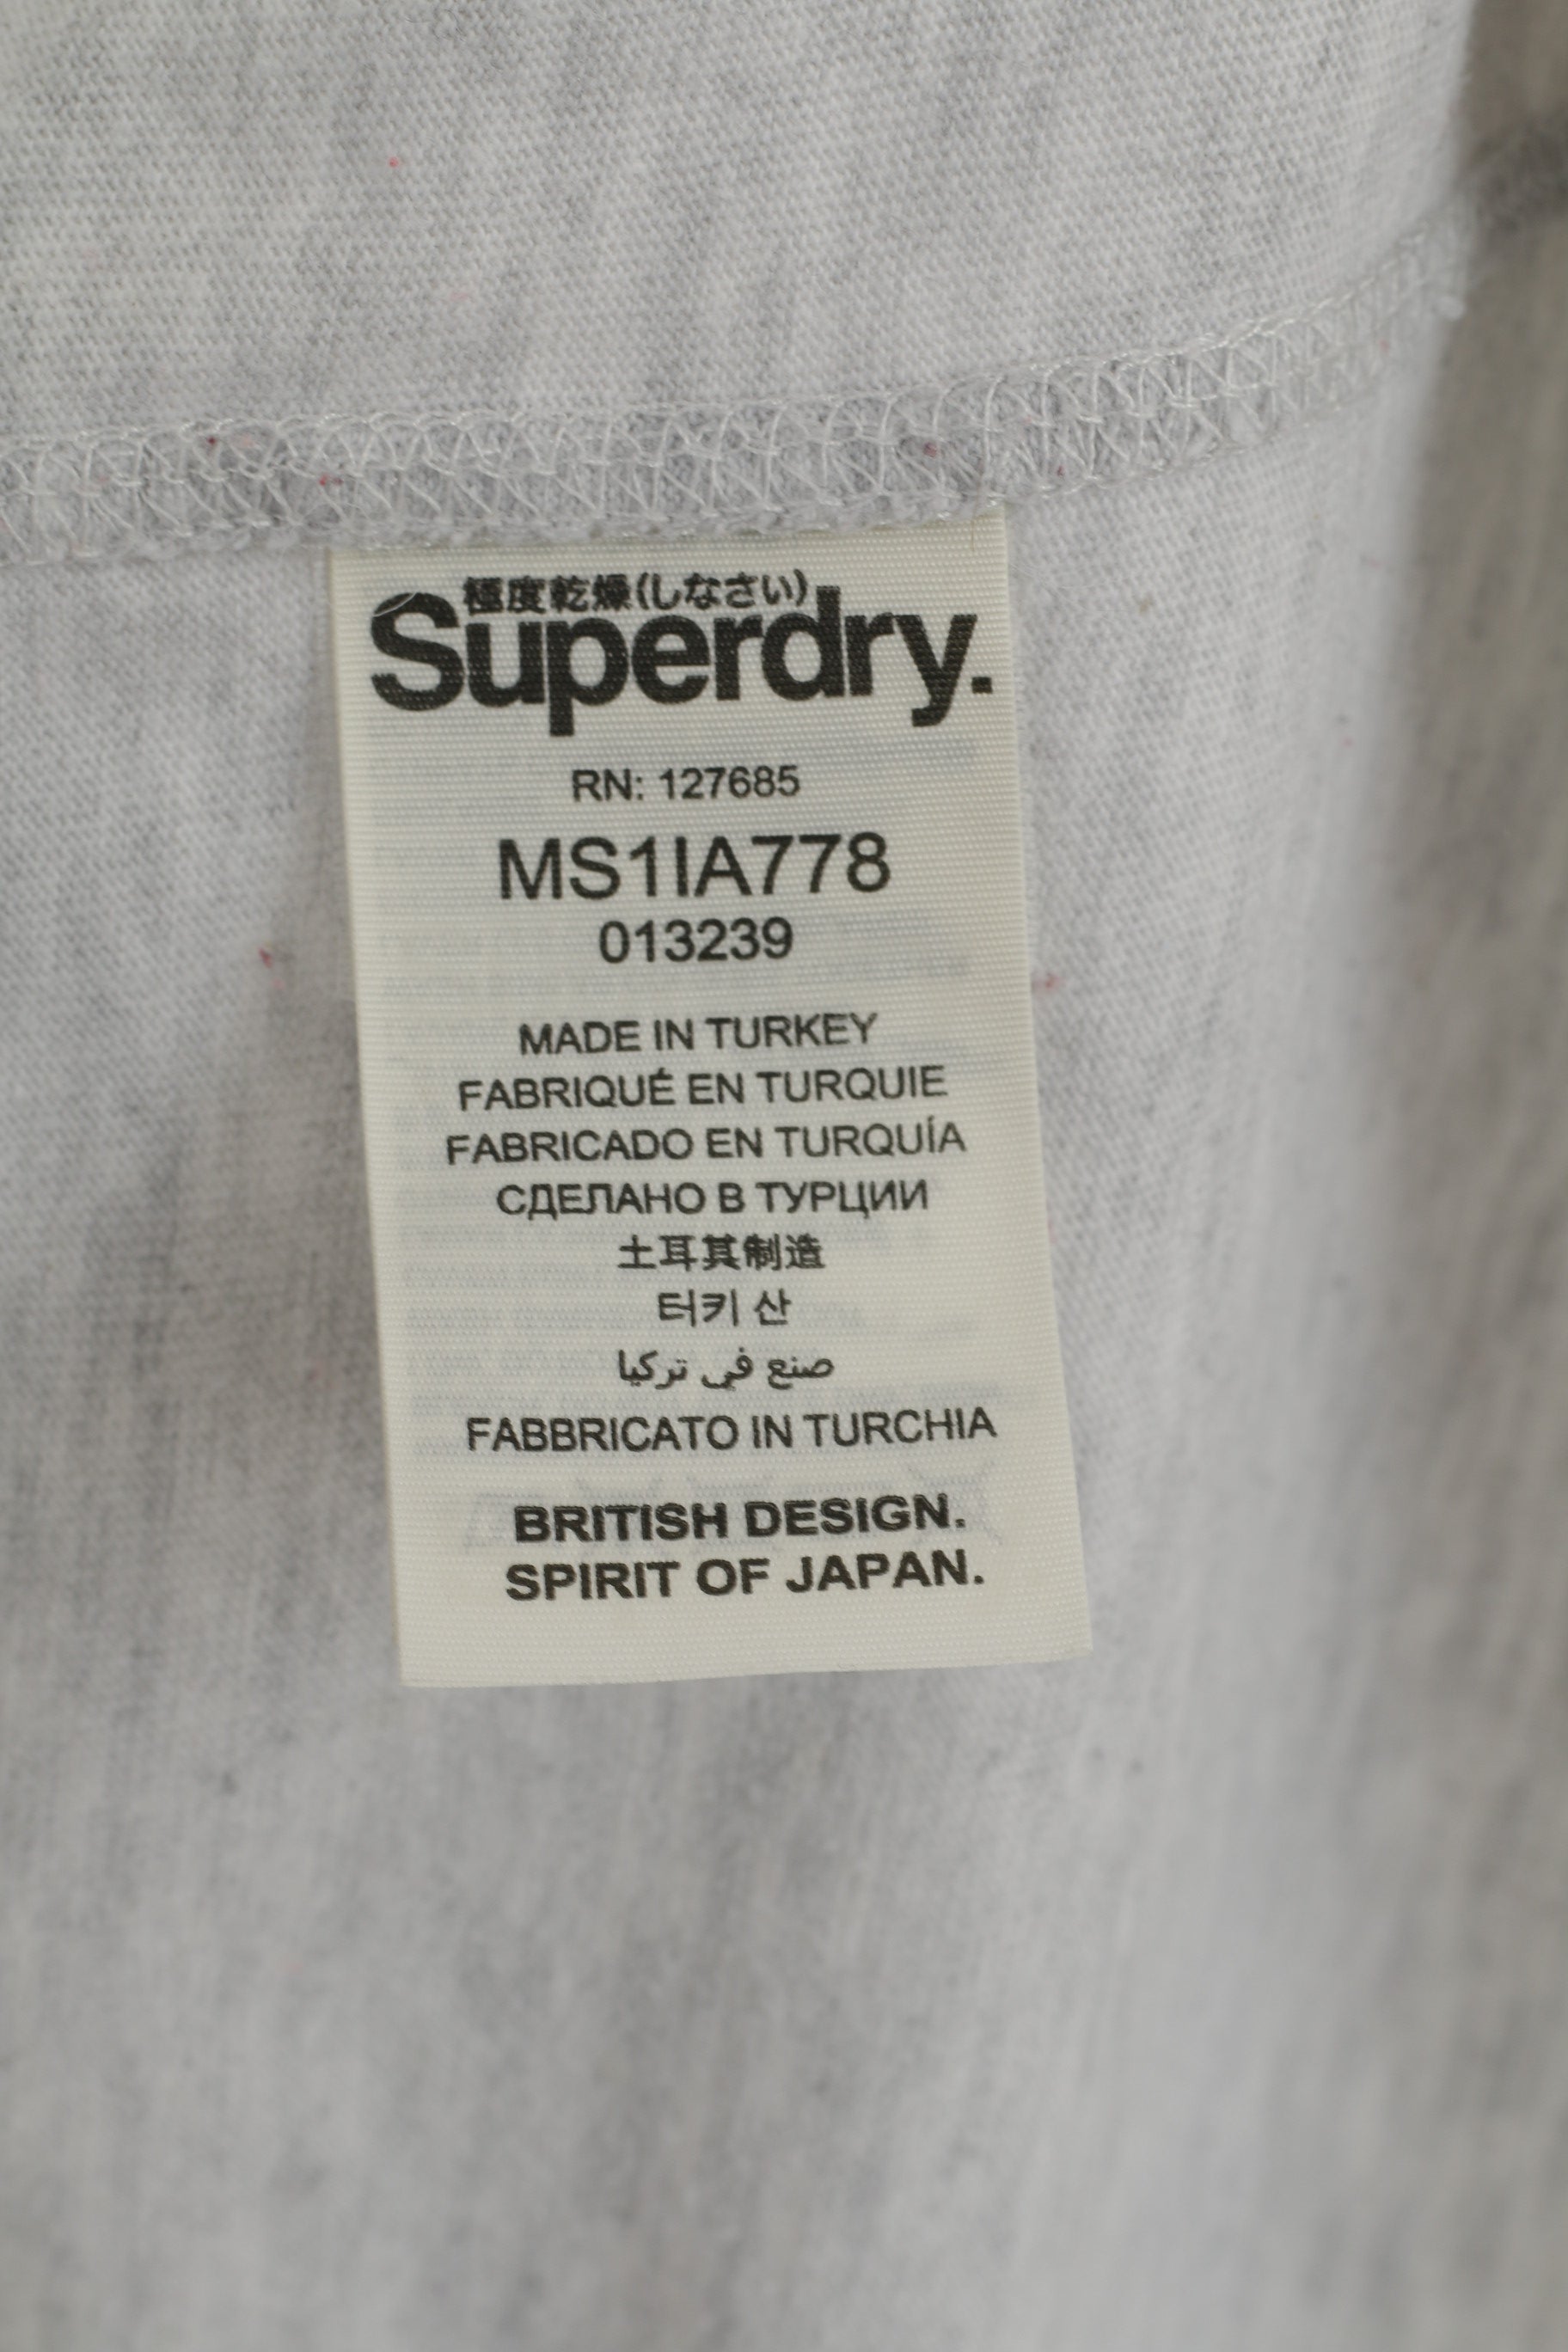 極度乾燥(しなさい)
Superdry.
RN: 127685
MS1IA778
013239
MADE IN TURKEY
FABRIQUÉ EN TURQUIE
FABRICADO EN TURQUÍA
СДЕЛАНО В ТУРЦИИ
土耳其制造
터키 산
صنع في تركيا
FABBRICATO IN TURCHIA
BRITISH DESIGN.
SPIRIT OF JAPAN.